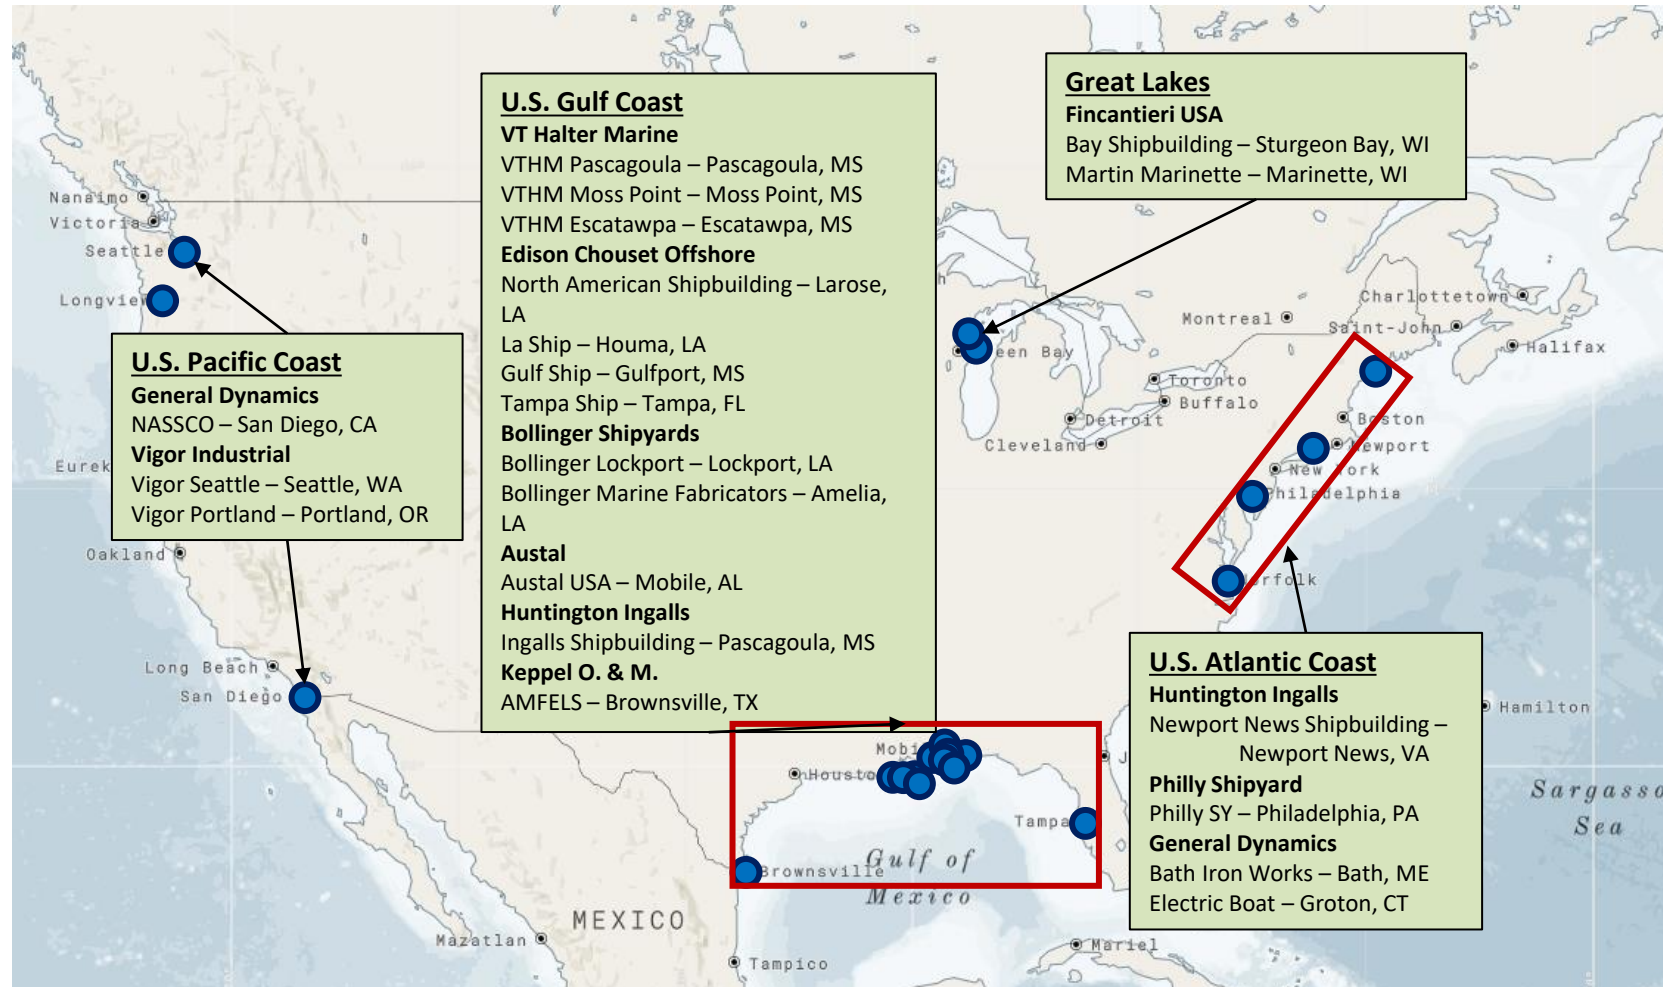 U.S. Gulf Coast
VT Halter Marine
VTHM Pascagoula – Pascagoula, MS
VTHM Moss Point – Moss Point, MS
VTHM Escatawpa – Escatawpa, MS
Edison Chouset Offshore
North American Shipbuilding – Larose,
LA
La Ship – Houma, LA
Gulf Ship – Gulfport, MS
Tampa Ship – Tampa, FL
Bollinger Shipyards
Bollinger Lockport – Lockport, LA
Bollinger Marine Fabricators – Amelia,
LA
Austal
Austal USA – Mobile, AL
Huntington Ingalls
Ingalls Shipbuilding – Pascagoula, MS
Keppel O. & M.
AMFELS – Brownsville, TX
Great Lakes
Fincantieri USA
Bay Shipbuilding – Sturgeon Bay, WI
Martin Marinette – Marinette, WI
U.S. Pacific Coast
General Dynamics
NASSCO – San Diego, CA
Vigor Industrial
Vigor Seattle – Seattle, WA
Vigor Portland – Portland, OR
U.S. Atlantic Coast
Huntington Ingalls
Newport News Shipbuilding –
Newport News, VA
Philly Shipyard
Philly SY – Philadelphia, PA
General Dynamics
Bath Iron Works – Bath, ME
Electric Boat – Groton, CT
Nanaimo
Victoria
Seattle
Longview
Eurek
Oakland
Long Beach
San Diego
een Bay
Montreal
Charlottetown
Saint-John
Halifax
Toronto
Buffalo
Detroit
Cleveland
Boston
ewport
New York
Philadelphia
orfolk
Hamilton
Sargasso
Sea
Mobi
Housto
Tampa
Brownsville
Gulf of
Mexico
MEXICO
Mazatlan
Tampico
Mariel